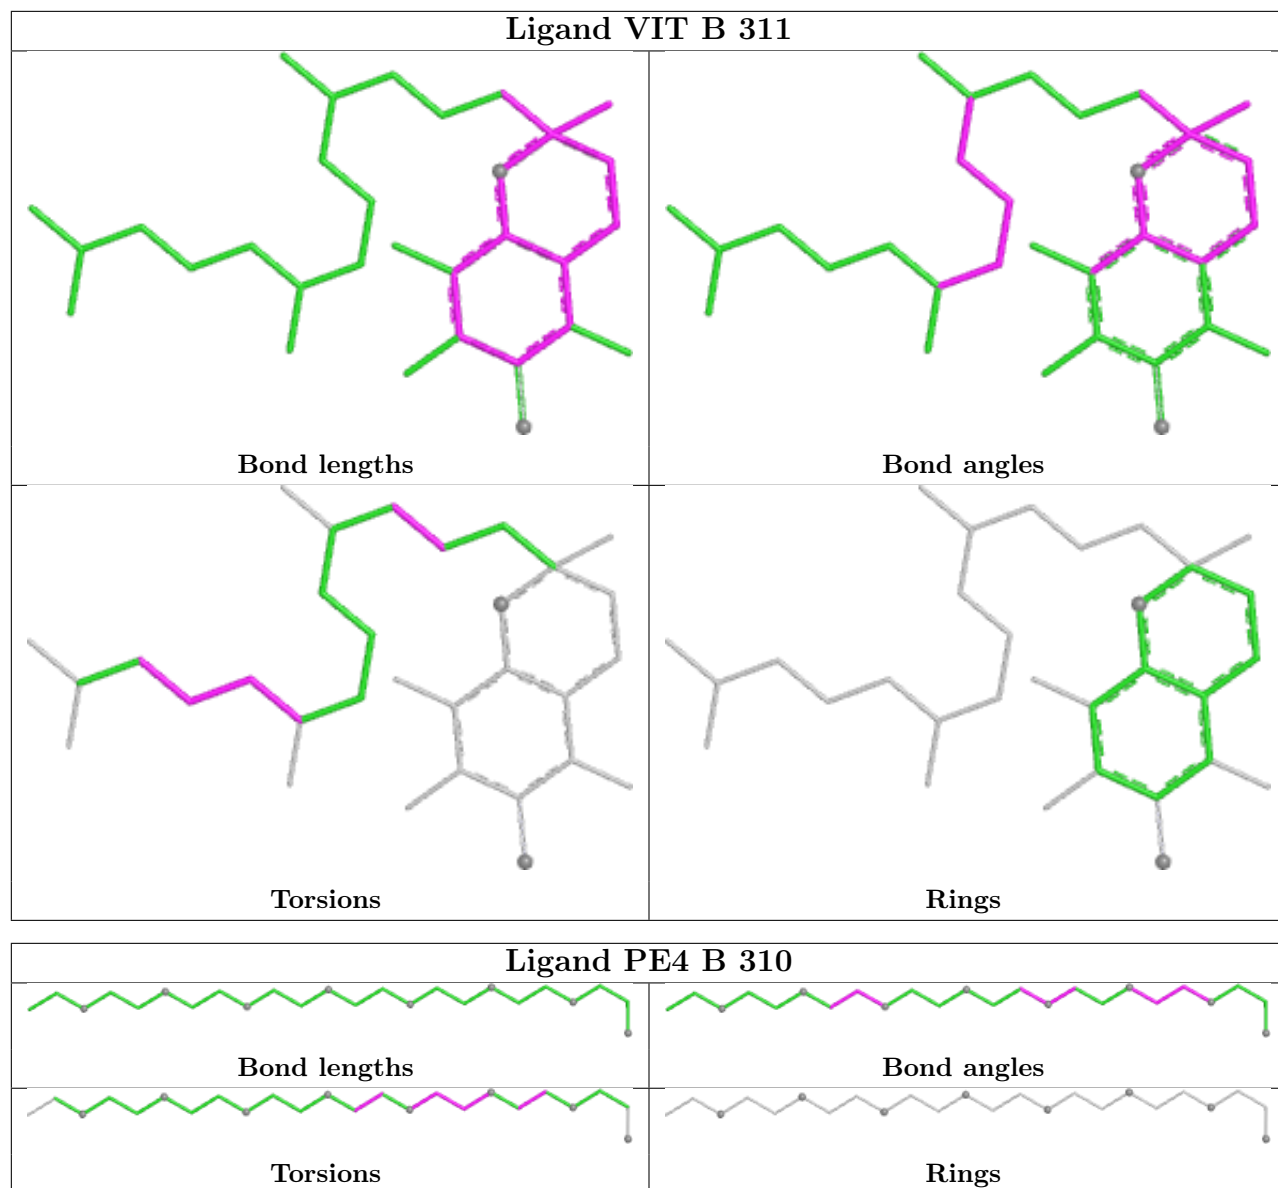 Ligand VIT B 311
Bond lengths
Bond angles
Torsions
Rings
Ligand PE4 B 310
Bond lengths
Bond angles
Torsions
Rings